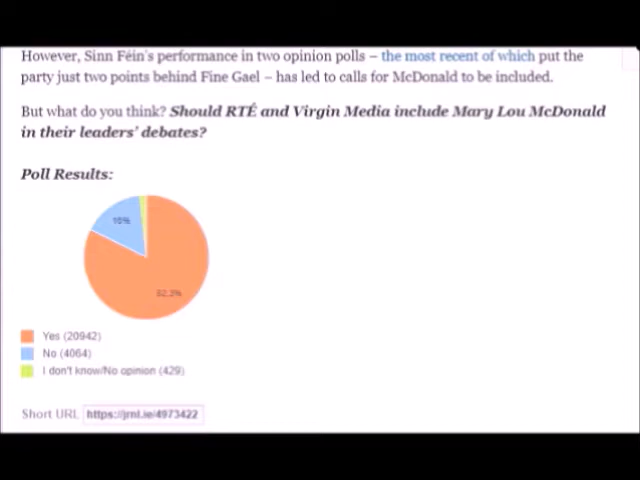 However, Sinn Féin's performance in two opinion polls – the most recent of which put the
party just two points behind Fine Gael – has led to calls for McDonald to be included.
But what do you think? Should RTÉ and Virgin Media include Mary Lou McDonald
in their leaders' debates?
Poll Results:
16%
82.3%
Yes (20942)
No (4064)
I don't know/No opinion (429)
Short URL https://jrnl.ie/4973422